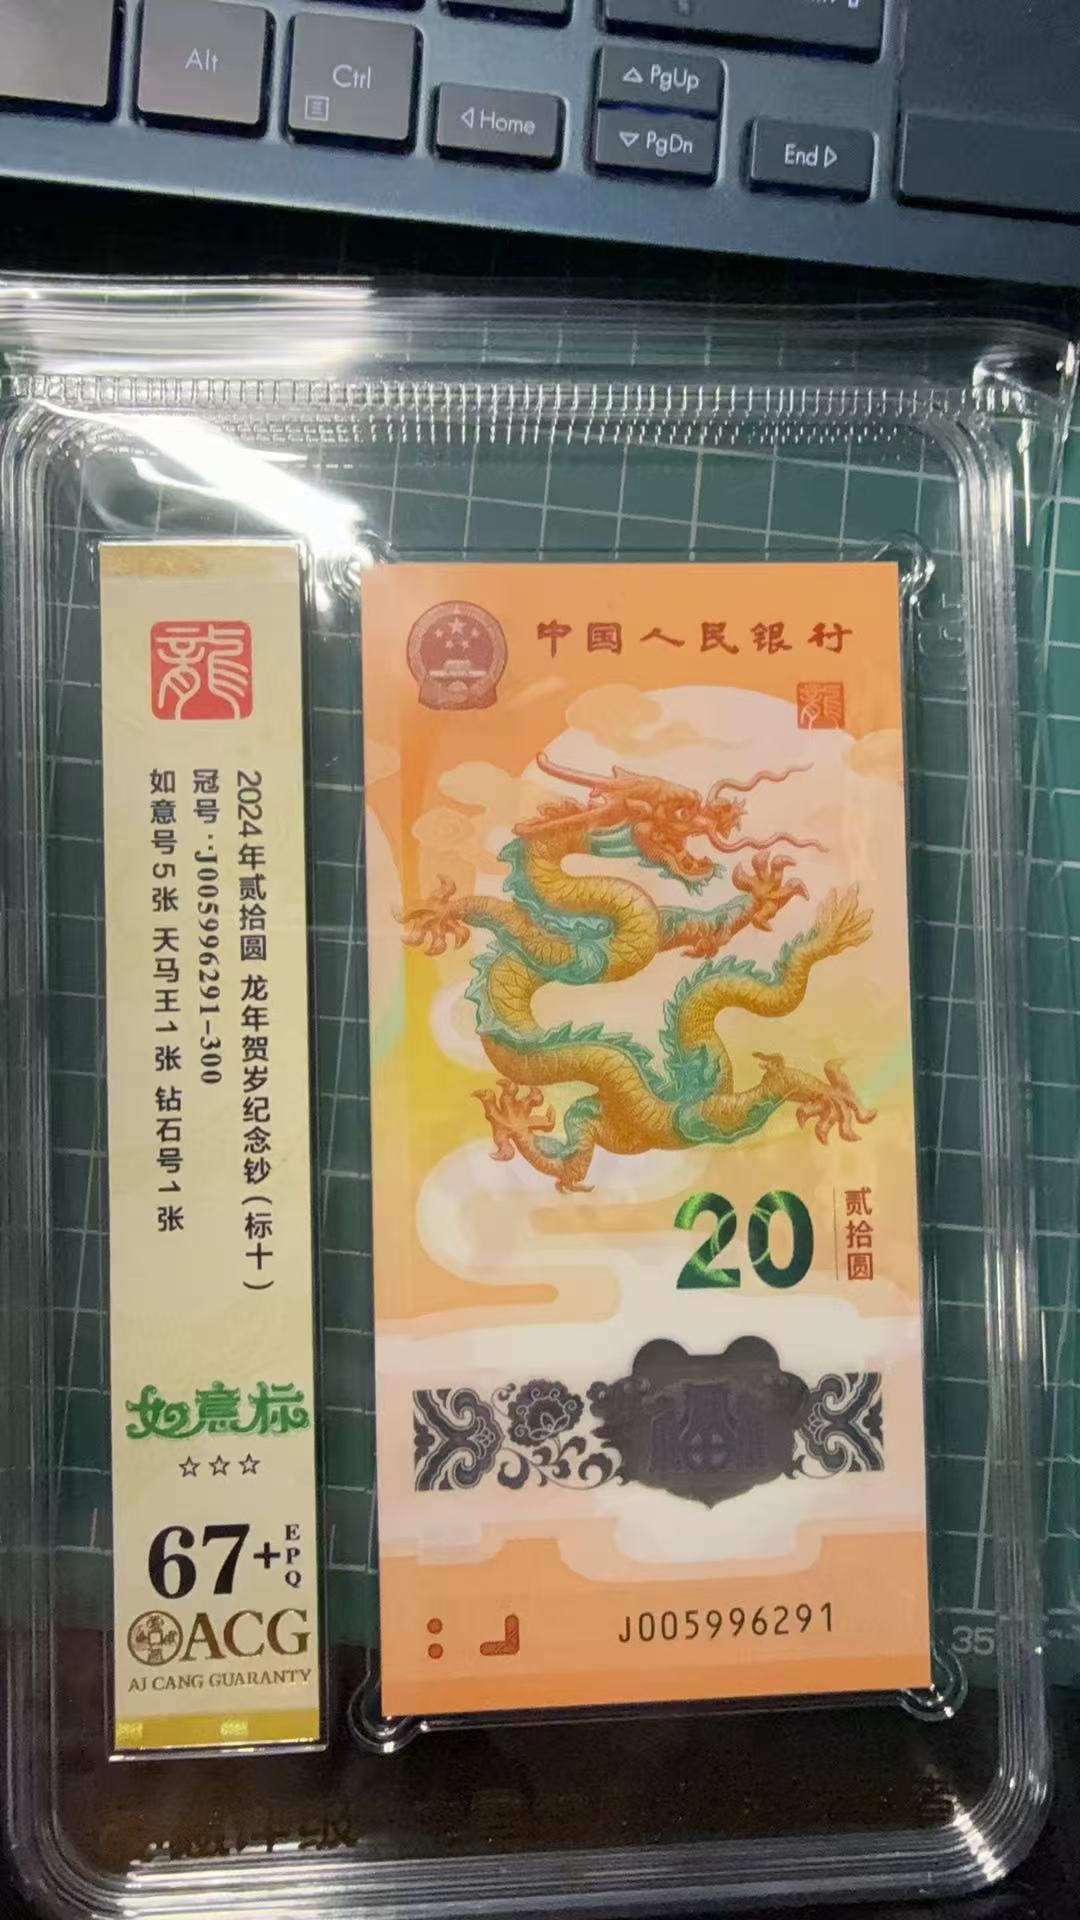 Alt
Ctrl
Home
PgUp
PgDn
End
龍
2024年贰拾圆 龙年贺岁纪念钞（标十）
冠号：J005996291-300
如意号5张 天马王1张 钻石号1张
如意标
☆☆☆
67+EPQ
ACG
AI CANG GUARANTY
中国人民银行
龍
20
贰拾圆
J005996291
35